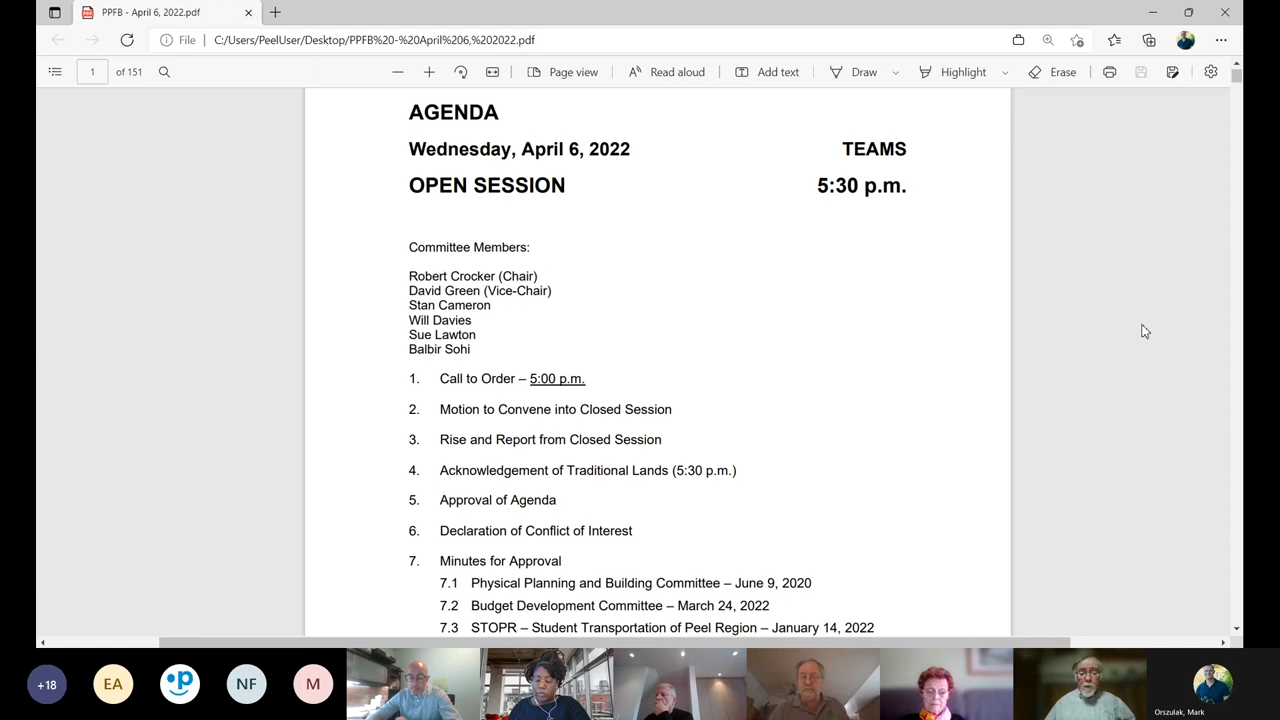 PPFB - April 6, 2022.pdf
File C:/Users/PeelUser/Desktop/PPFB%20-%20April%206,%202022.pdf
1 of 151 Page view Read aloud Add text Draw Highlight Erase
AGENDA
Wednesday, April 6, 2022 TEAMS
OPEN SESSION 5:30 p.m.
Committee Members:
Robert Crocker (Chair)
David Green (Vice-Chair)
Stan Cameron
Will Davies
Sue Lawton
Balbir Sohi
1. Call to Order – 5:00 p.m.
2. Motion to Convene into Closed Session
3. Rise and Report from Closed Session
4. Acknowledgement of Traditional Lands (5:30 p.m.)
5. Approval of Agenda
6. Declaration of Conflict of Interest
7. Minutes for Approval
7.1 Physical Planning and Building Committee – June 9, 2020
7.2 Budget Development Committee – March 24, 2022
7.3 STOPR – Student Transportation of Peel Region – January 14, 2022
+18 EA NF M
Orszulak, Mark